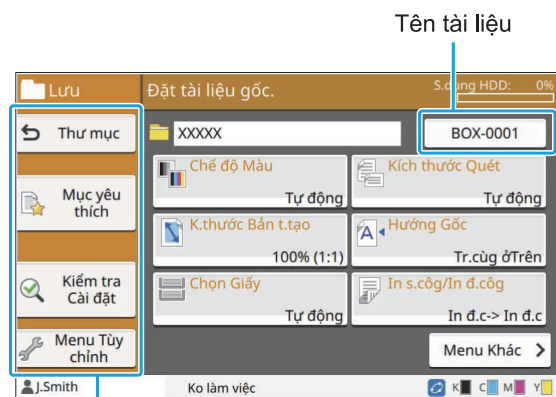 Tên tài liệu
Lưu
Đặt tài liệu gốc.
S.dụng HDD: 0%
Thư mục
XXXXX
BOX-0001
Mục yêu
thích
Chế độ Màu
Tự động
Kích thước Quét
Tự động
K.thước Bản t.tạo
100% (1:1)
Hướng Gốc
Tr.cùg ởTrên
Kiểm tra
Cài đặt
Chọn Giấy
Tự động
In s.côg/In đ.côg
In đ.c-> In đ.c
Menu Tùy
chỉnh
Menu Khác
J.Smith
Ko làm việc
K C M Y